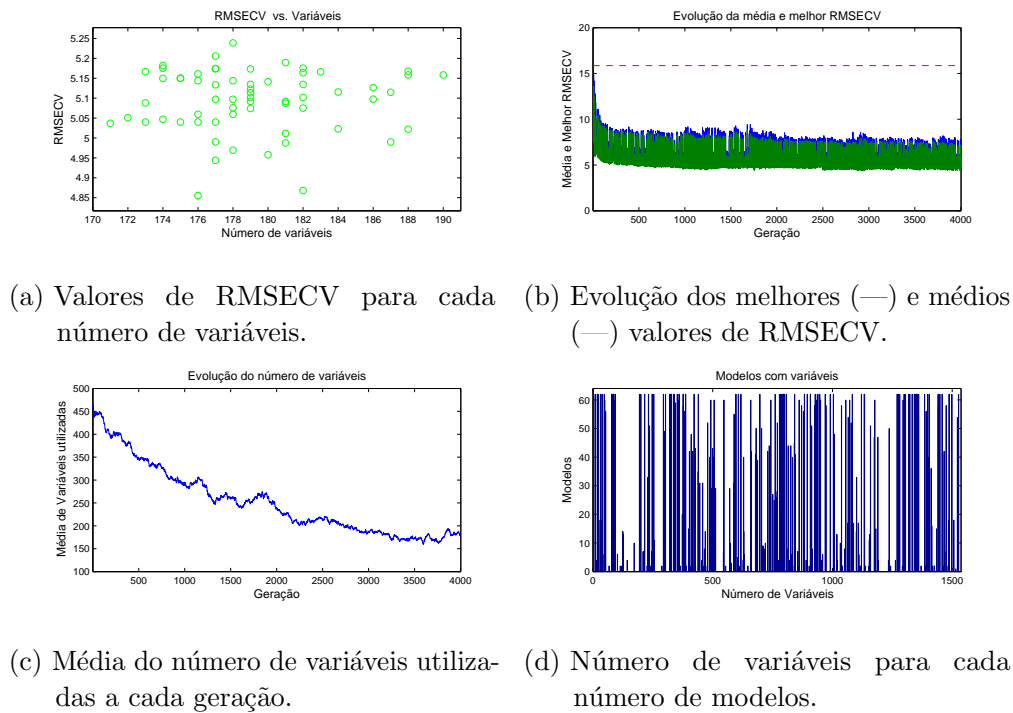 RMSECV vs. Variáveis
5.25
5.2
5.15
5.1
5.05
5
4.95
4.9
4.85
RMSECV
170 172 174 176 178 180 182 184 186 188 190
Número de variáveis
Evolução da média e melhor RMSECV
20
15
10
5
0
Média e Melhor RMSECV
500 1000 1500 2000 2500 3000 3500 4000
Geração
(a) Valores de RMSECV para cada
número de variáveis.
(b) Evolução dos melhores (—) e médios
(—) valores de RMSECV.
Evolução do número de variáveis
500
450
400
350
300
250
200
150
100
Média de Variáveis utilizadas
500 1000 1500 2000 2500 3000 3500 4000
Geração
Modelos com variáveis
60
50
40
30
20
10
0
Modelos
0 500 1000 1500
Número de Variáveis
(c) Média do número de variáveis utiliza-
das a cada geração.
(d) Número de variáveis para cada
número de modelos.